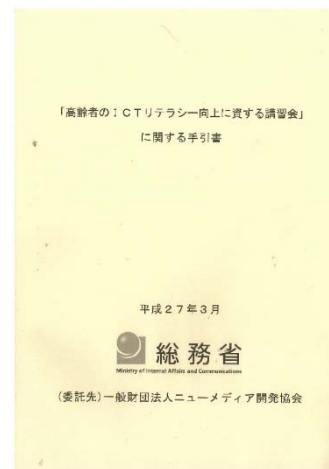 「高齢者のＩＣＴリテラシー向上に資する講習会」
に関する手引書
平成２７年３月
総務省
Ministry of Internal Affairs and Communications
(委託先)一般財団法人ニューメディア開発協会